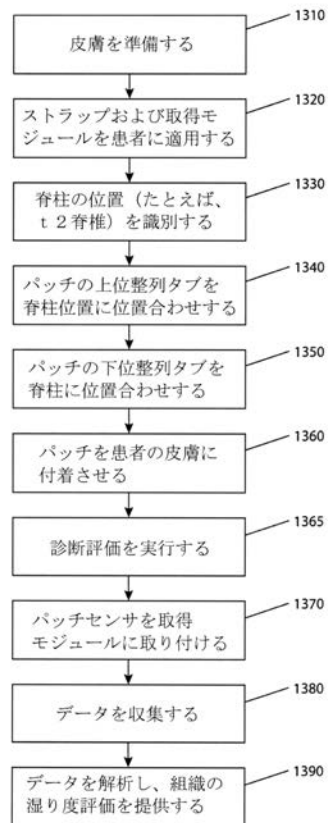 1310
皮膚を準備する
1320
ストラップおよび取得モ
ジュールを患者に適用する
1330
脊柱の位置（たとえば、
ｔ２脊椎）を識別する
1340
パッチの上位整列タブを
脊柱位置に位置合わせする
1350
パッチの下位整列タブを
脊柱に位置合わせする
1360
パッチを患者の皮膚に
付着させる
1365
診断評価を実行する
1370
パッチセンサを取得
モジュールに取り付ける
1380
データを収集する
1390
データを解析し、組織の
湿り度評価を提供する